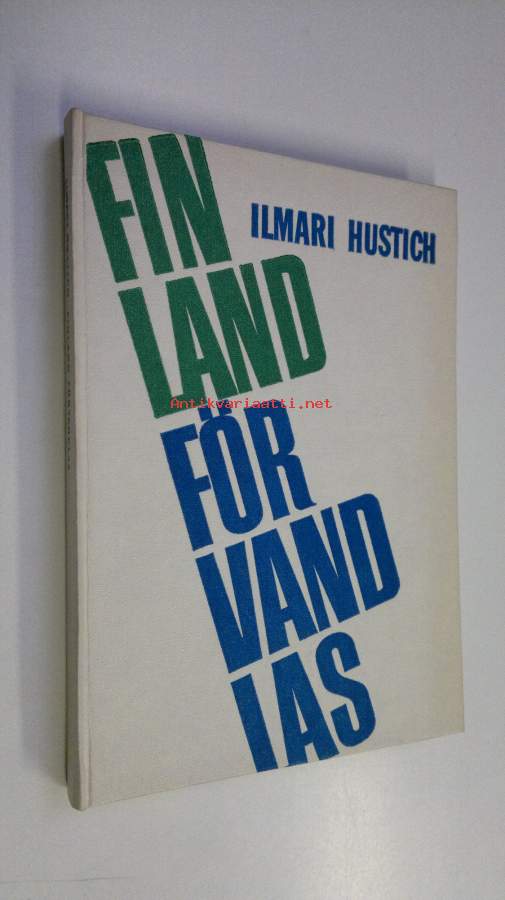 FIN
LAND
FÖR
VAND
LAS
ILMARI HUSTICH
Antikvariaatti.net